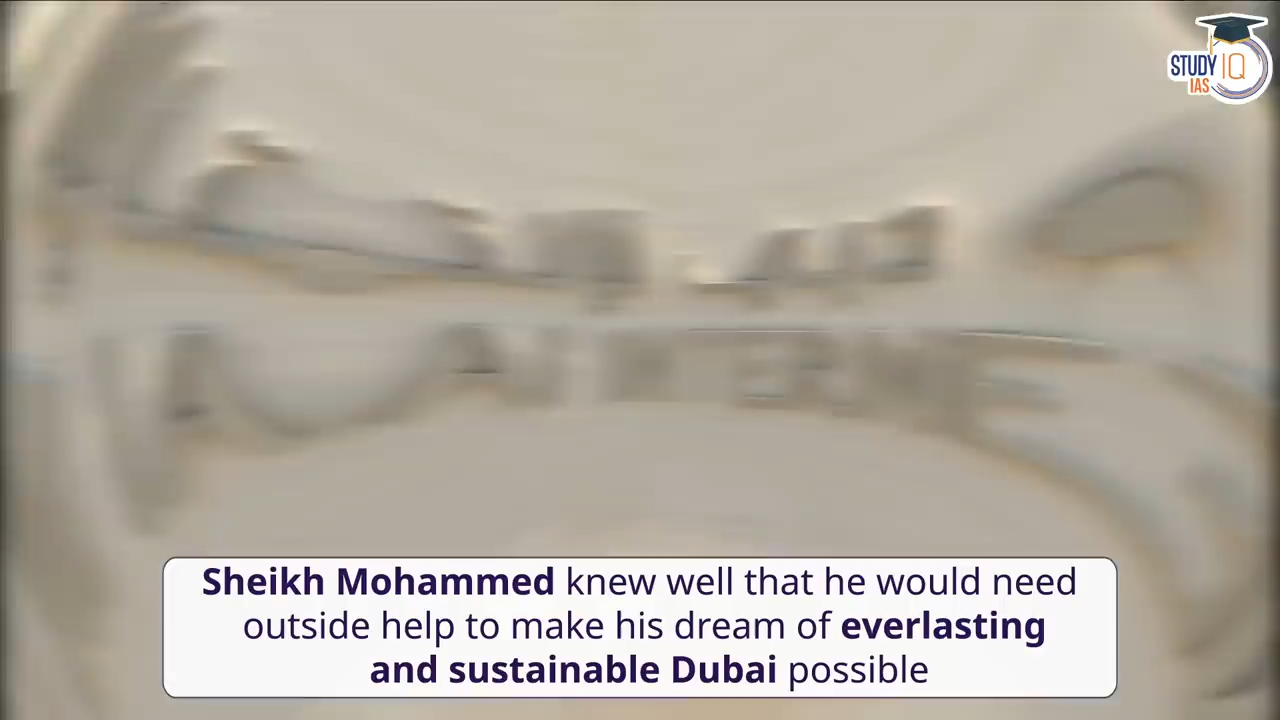 STUDY IQ
IAS
Sheikh Mohammed knew well that he would need
outside help to make his dream of everlasting
and sustainable Dubai possible